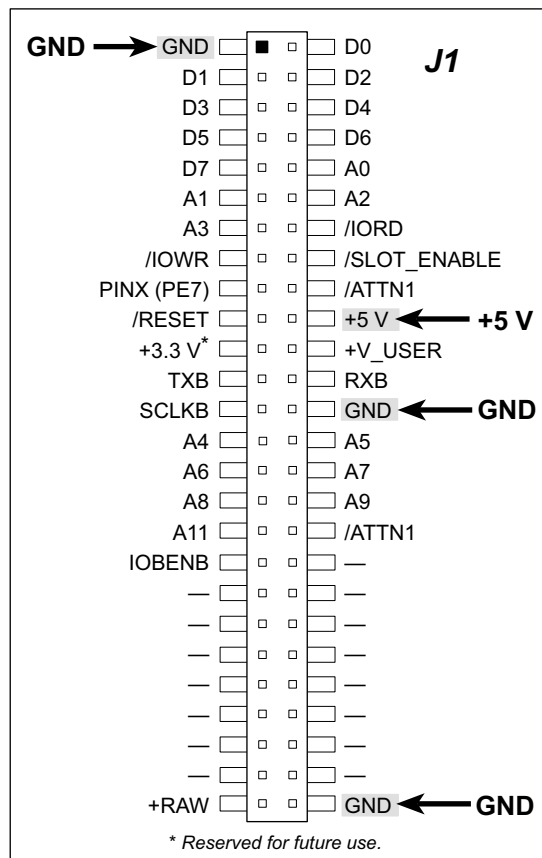 GND GND D0 J1
D1 D2
D3 D4
D5 D6
D7 A0
A1 A2
A3 /IORD
/IOWR /SLOT_ENABLE
PINX (PE7) /ATTN1
/RESET +5 V +5 V
+3.3 V* +V_USER
TXB RXB
SCLKB GND GND
A4 A5
A6 A7
A8 A9
A11 /ATTN1
IOBENB —
— —
— —
— —
— —
— —
— —
— —
+RAW GND GND
* Reserved for future use.